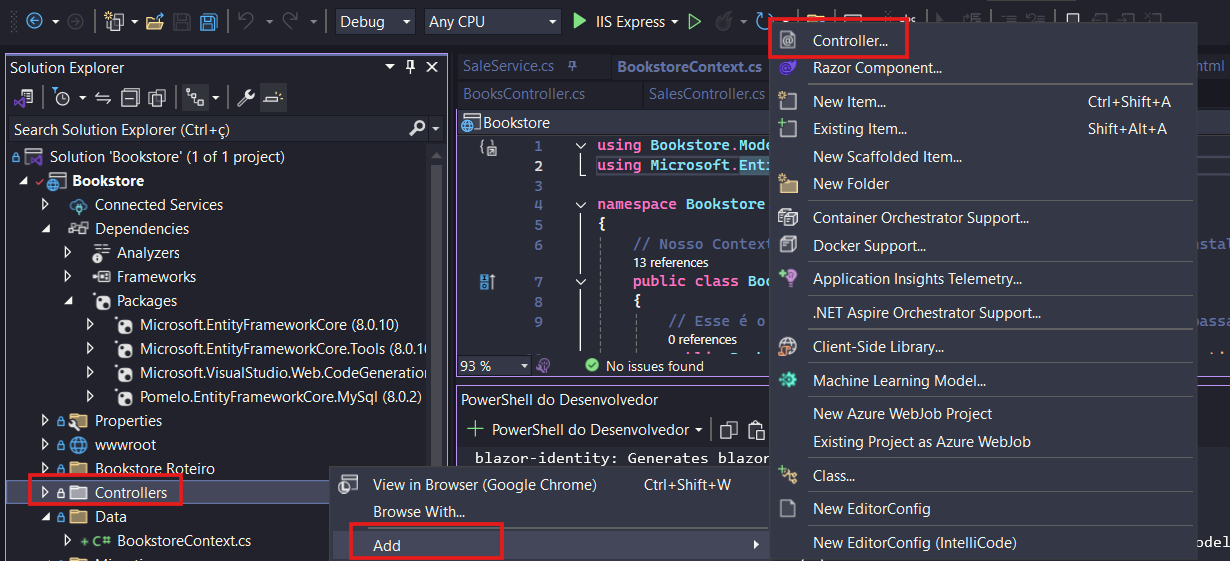 Debug
Any CPU
IIS Express
Solution Explorer
Search Solution Explorer (Ctrl+ç)
Solution 'Bookstore' (1 of 1 project)
Bookstore
Connected Services
Dependencies
Analyzers
Frameworks
Packages
Microsoft.EntityFrameworkCore (8.0.10)
Microsoft.EntityFrameworkCore.Tools (8.0.10
Microsoft.VisualStudio.Web.CodeGeneration
Pomelo.EntityFrameworkCore.MySql (8.0.2)
Properties
wwwroot
Bookstore Roteiro
Controllers
Data
C# BookstoreContext.cs
SaleService.cs
BookstoreContext.cs
html
BooksController.cs
SalesController.cs
Bookstore
1 using Bookstore.Mode
2 using Microsoft.Enti
3
4 namespace Bookstore
5 {
6 // Nosso Context
13 references
7 public class Boo
8 {
9 // Esse é o
0 references
93 %
No issues found
PowerShell do Desenvolvedor
PowerShell do Desenvolvedor
blazor-identity: Generates blazor
View in Browser (Google Chrome) Ctrl+Shift+W
Browse With...
Add
Controller...
Razor Component...
New Item... Ctrl+Shift+A
Existing Item... Shift+Alt+A
New Scaffolded Item...
New Folder
Container Orchestrator Support...
Docker Support...
Application Insights Telemetry...
.NET Aspire Orchestrator Support...
Client-Side Library...
Machine Learning Model...
New Azure WebJob Project
Existing Project as Azure WebJob
Class...
New EditorConfig
New EditorConfig (IntelliCode)
stal
passa
odel